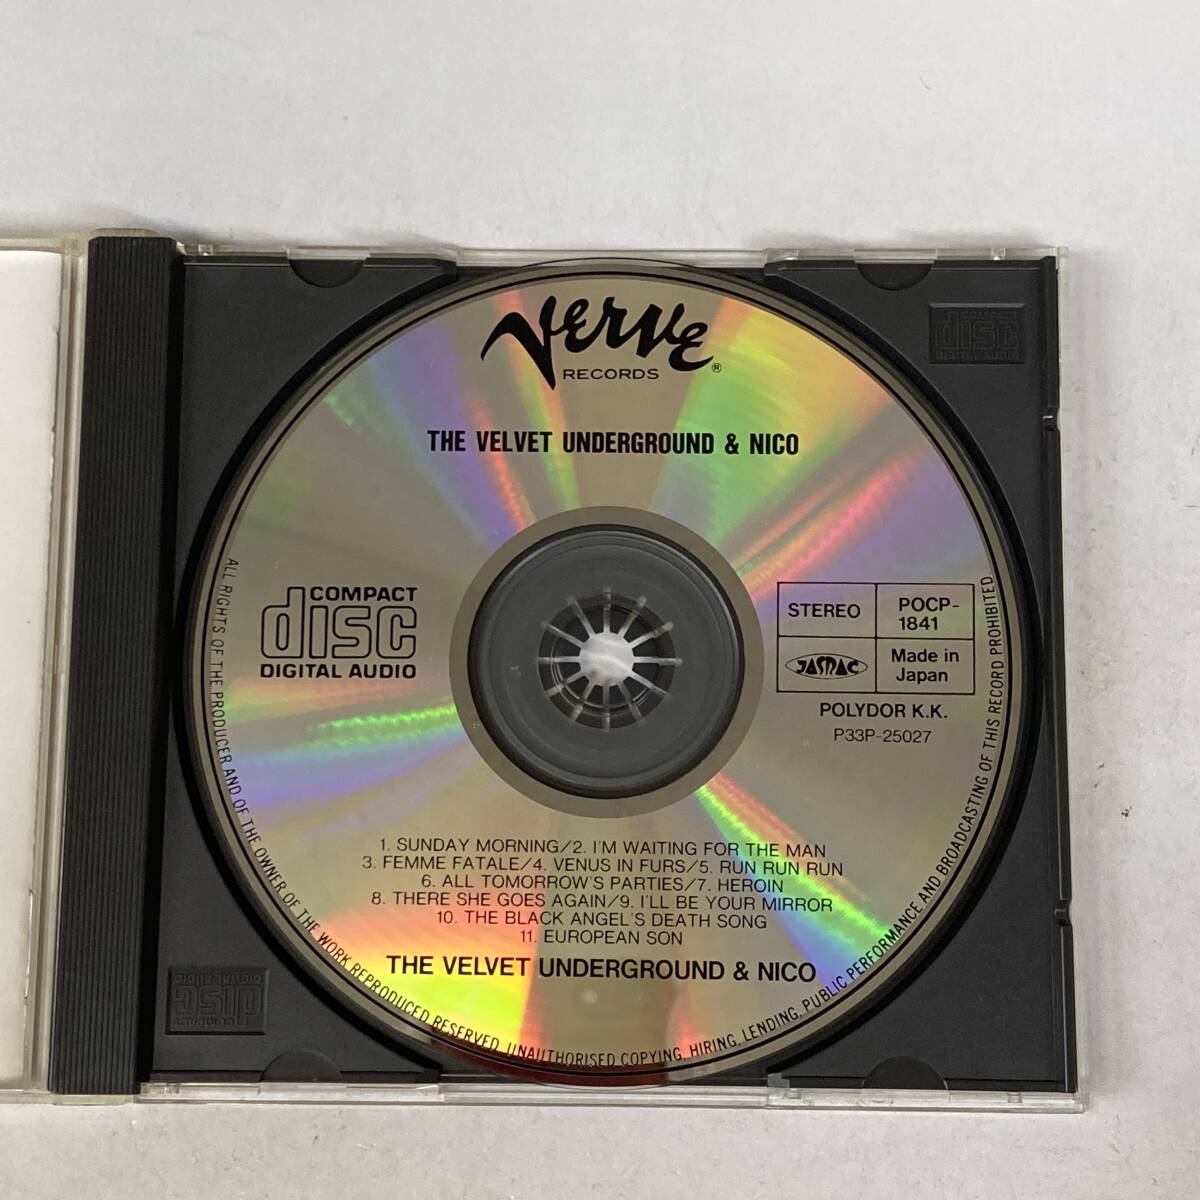 Verve
RECORDS ®
THE VELVET UNDERGROUND & NICO
COMPACT
disc
DIGITAL AUDIO
STEREO
POCP-
1841
JASRAC
Made in
Japan
POLYDOR K.K.
P33P-25027
1. SUNDAY MORNING/2. I'M WAITING FOR THE MAN
3. FEMME FATALE/4. VENUS IN FURS/5. RUN RUN RUN
6. ALL TOMORROW'S PARTIES/7. HEROIN
8. THERE SHE GOES AGAIN/9. I'LL BE YOUR MIRROR
10. THE BLACK ANGEL'S DEATH SONG
11. EUROPEAN SON
THE VELVET UNDERGROUND & NICO
ALL RIGHTS OF THE PRODUCER AND OF THE OWNER OF THE WORK REPRODUCED RESERVED. UNAUTHORISED COPYING, HIRING, LENDING, PUBLIC PERFORMANCE AND BROADCASTING OF THIS RECORD PROHIBITED
COMPACT
disc
DIGITAL AUDIO
COMPACT
disc
DIGITAL AUDIO